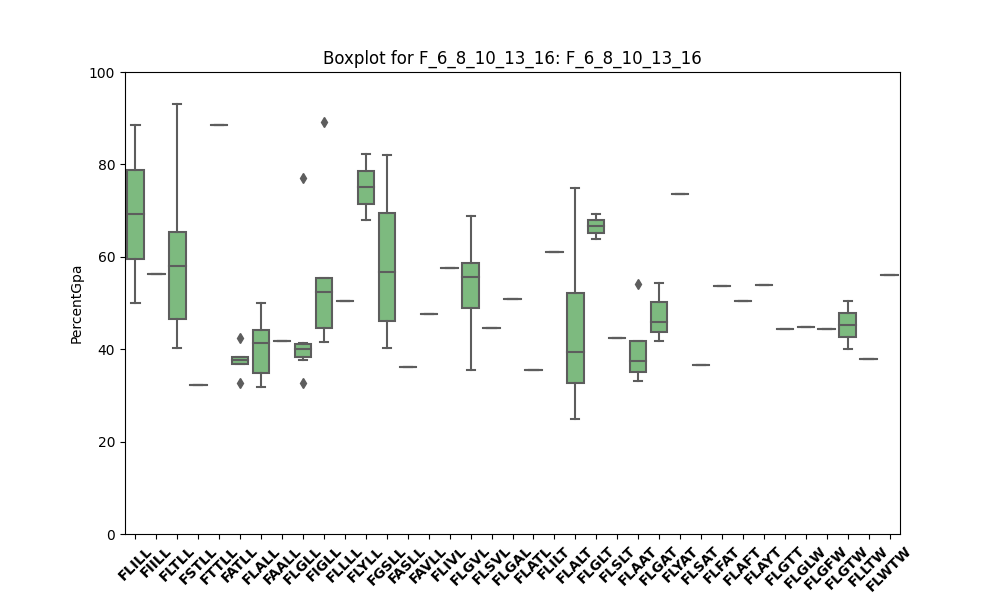 Boxplot for F_6_8_10_13_16: F_6_8_10_13_16
PercentGpa
100
80
60
40
20
0
FLILL
FIILL
FLTLL
FSTLL
FTTLL
FATLL
FLALL
FAALL
FLGLL
FIGLL
FLLLL
FLYLL
FGSLL
FASLL
FAVLL
FLIVL
FLGVL
FLSVL
FLGAL
FLATL
FLILT
FLALT
FLGLT
FLSLT
FLAAT
FLGAT
FLYAT
FLSAT
FLFAT
FLAFT
FLAYT
FLGTT
FLGLW
FLGFW
FLGTW
FLLTW
FLWTW